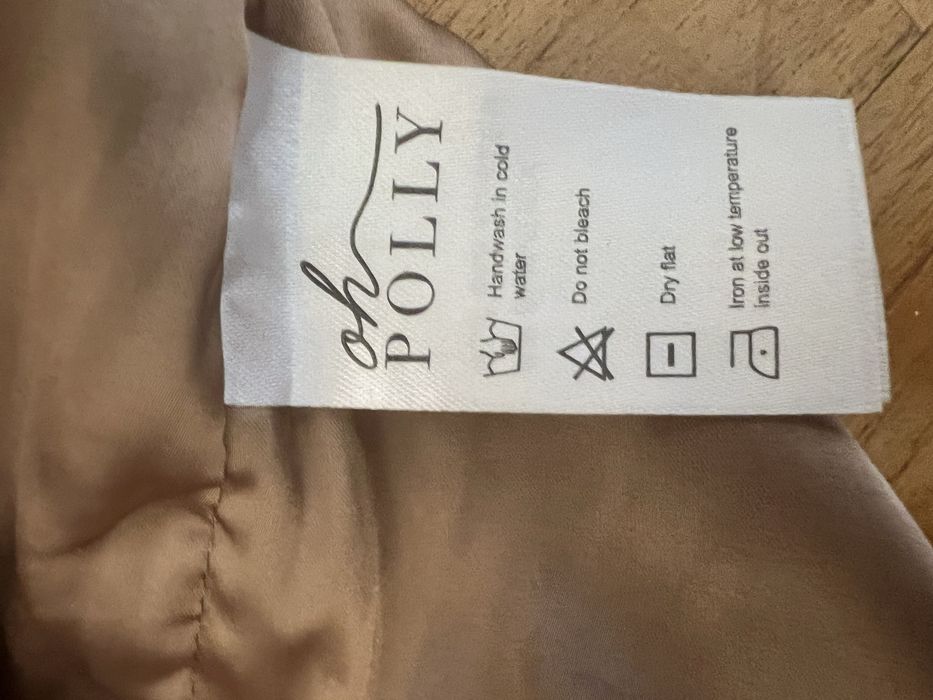 oh
POLLY
Handwash in cold
water
Do not bleach
Dry flat
Iron at low temperature
inside out